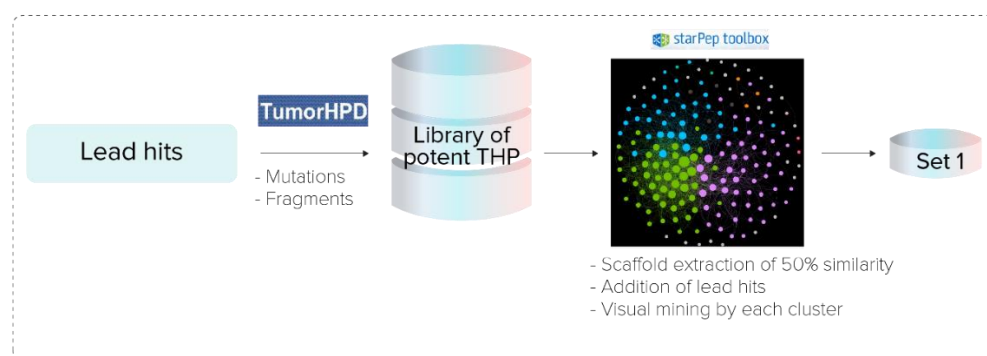 starPep toolbox
TumorHPD
Lead hits
- Mutations
- Fragments
Library of
potent THP
Set 1
- Scaffold extraction of 50% similarity
- Addition of lead hits
- Visual mining by each cluster